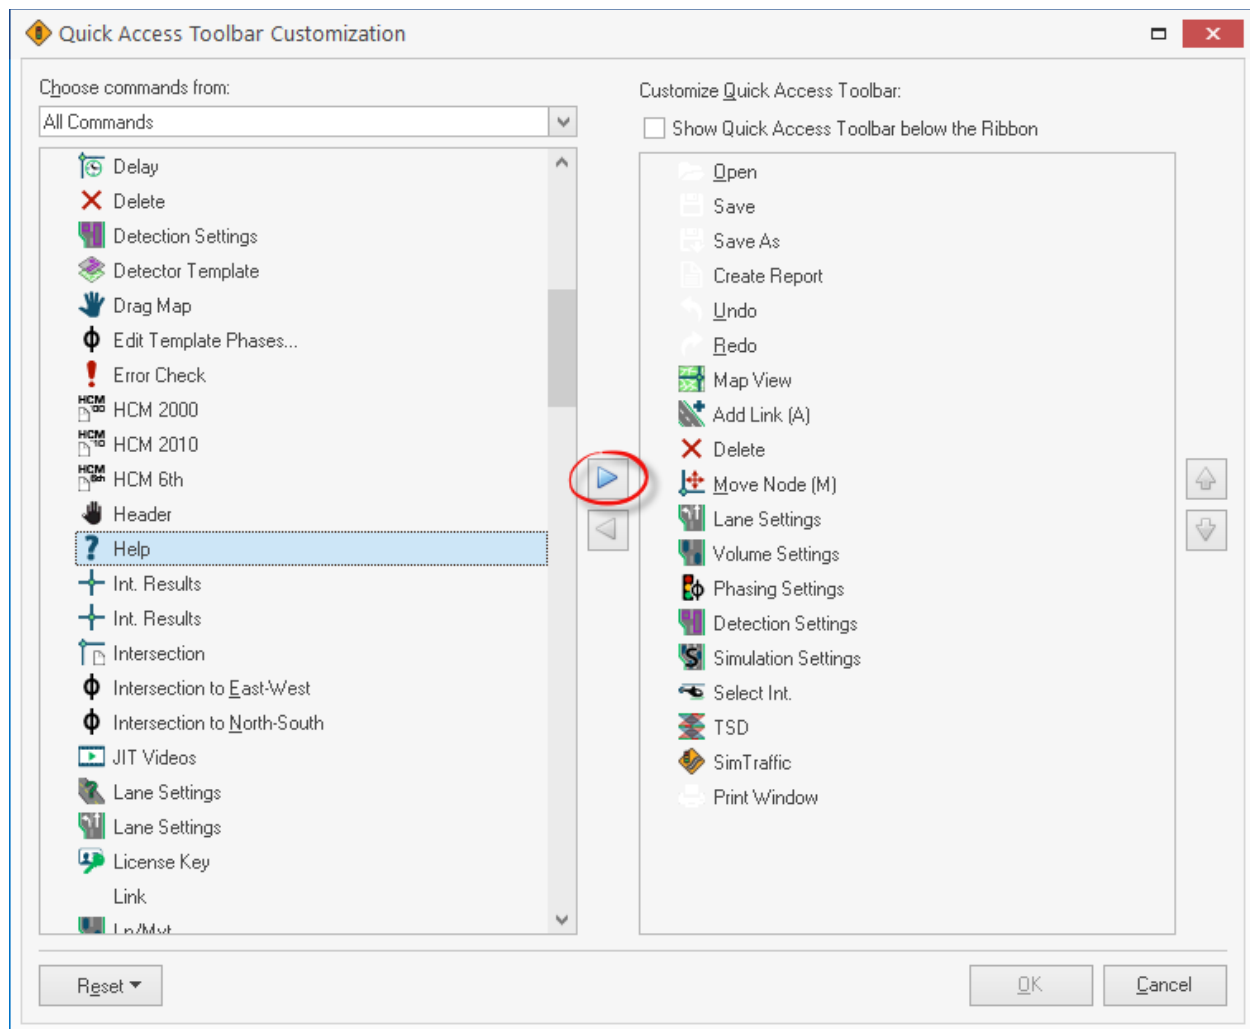 Quick Access Toolbar Customization
Choose commands from:
All Commands
Delay
Delete
Detection Settings
Detector Template
Drag Map
Edit Template Phases...
Error Check
HCM 2000
HCM 2010
HCM 6th
Header
Help
Int. Results
Int. Results
Intersection
Intersection to East-West
Intersection to North-South
JIT Videos
Lane Settings
Lane Settings
License Key
Link
Ln/Mvt
Customize Quick Access Toolbar:
Show Quick Access Toolbar below the Ribbon
Open
Save
Save As
Create Report
Undo
Redo
Map View
Add Link (A)
Delete
Move Node (M)
Lane Settings
Volume Settings
Phasing Settings
Detection Settings
Simulation Settings
Select Int.
TSD
SimTraffic
Print Window
Reset
OK
Cancel